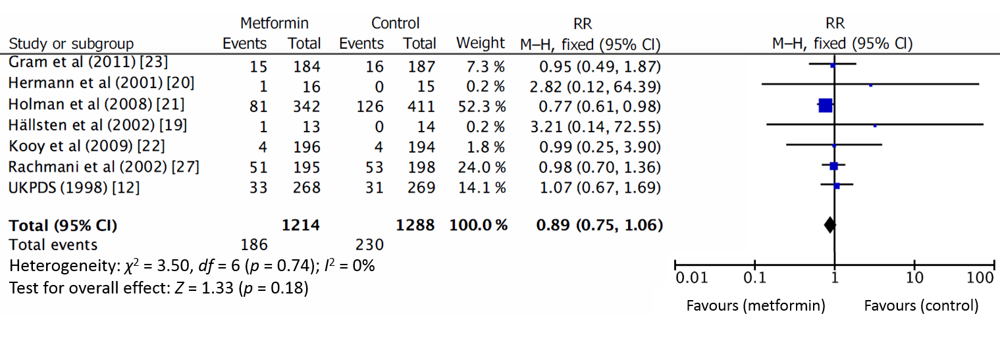 Metformin Control RR RR
Study or subgroup Events Total Events Total Weight M–H, fixed (95% CI) M–H, fixed (95% CI)
Gram et al (2011) [23] 15 184 16 187 7.3 % 0.95 (0.49, 1.87)
Hermann et al (2001) [20] 1 16 0 15 0.2 % 2.82 (0.12, 64.39)
Holman et al (2008) [21] 81 342 126 411 52.3 % 0.77 (0.61, 0.98)
Hällsten et al (2002) [19] 1 13 0 14 0.2 % 3.21 (0.14, 72.55)
Kooy et al (2009) [22] 4 196 4 194 1.8 % 0.99 (0.25, 3.90)
Rachmani et al (2002) [27] 51 195 53 198 24.0 % 0.98 (0.70, 1.36)
UKPDS (1998) [12] 33 268 31 269 14.1 % 1.07 (0.67, 1.69)
Total (95% CI) 1214 1288 100.0 % 0.89 (0.75, 1.06)
Total events 186 230
Heterogeneity: χ² = 3.50, df = 6 (p = 0.74); I² = 0%
Test for overall effect: Z = 1.33 (p = 0.18)
0.01 0.1 1 10 100
Favours (metformin) Favours (control)